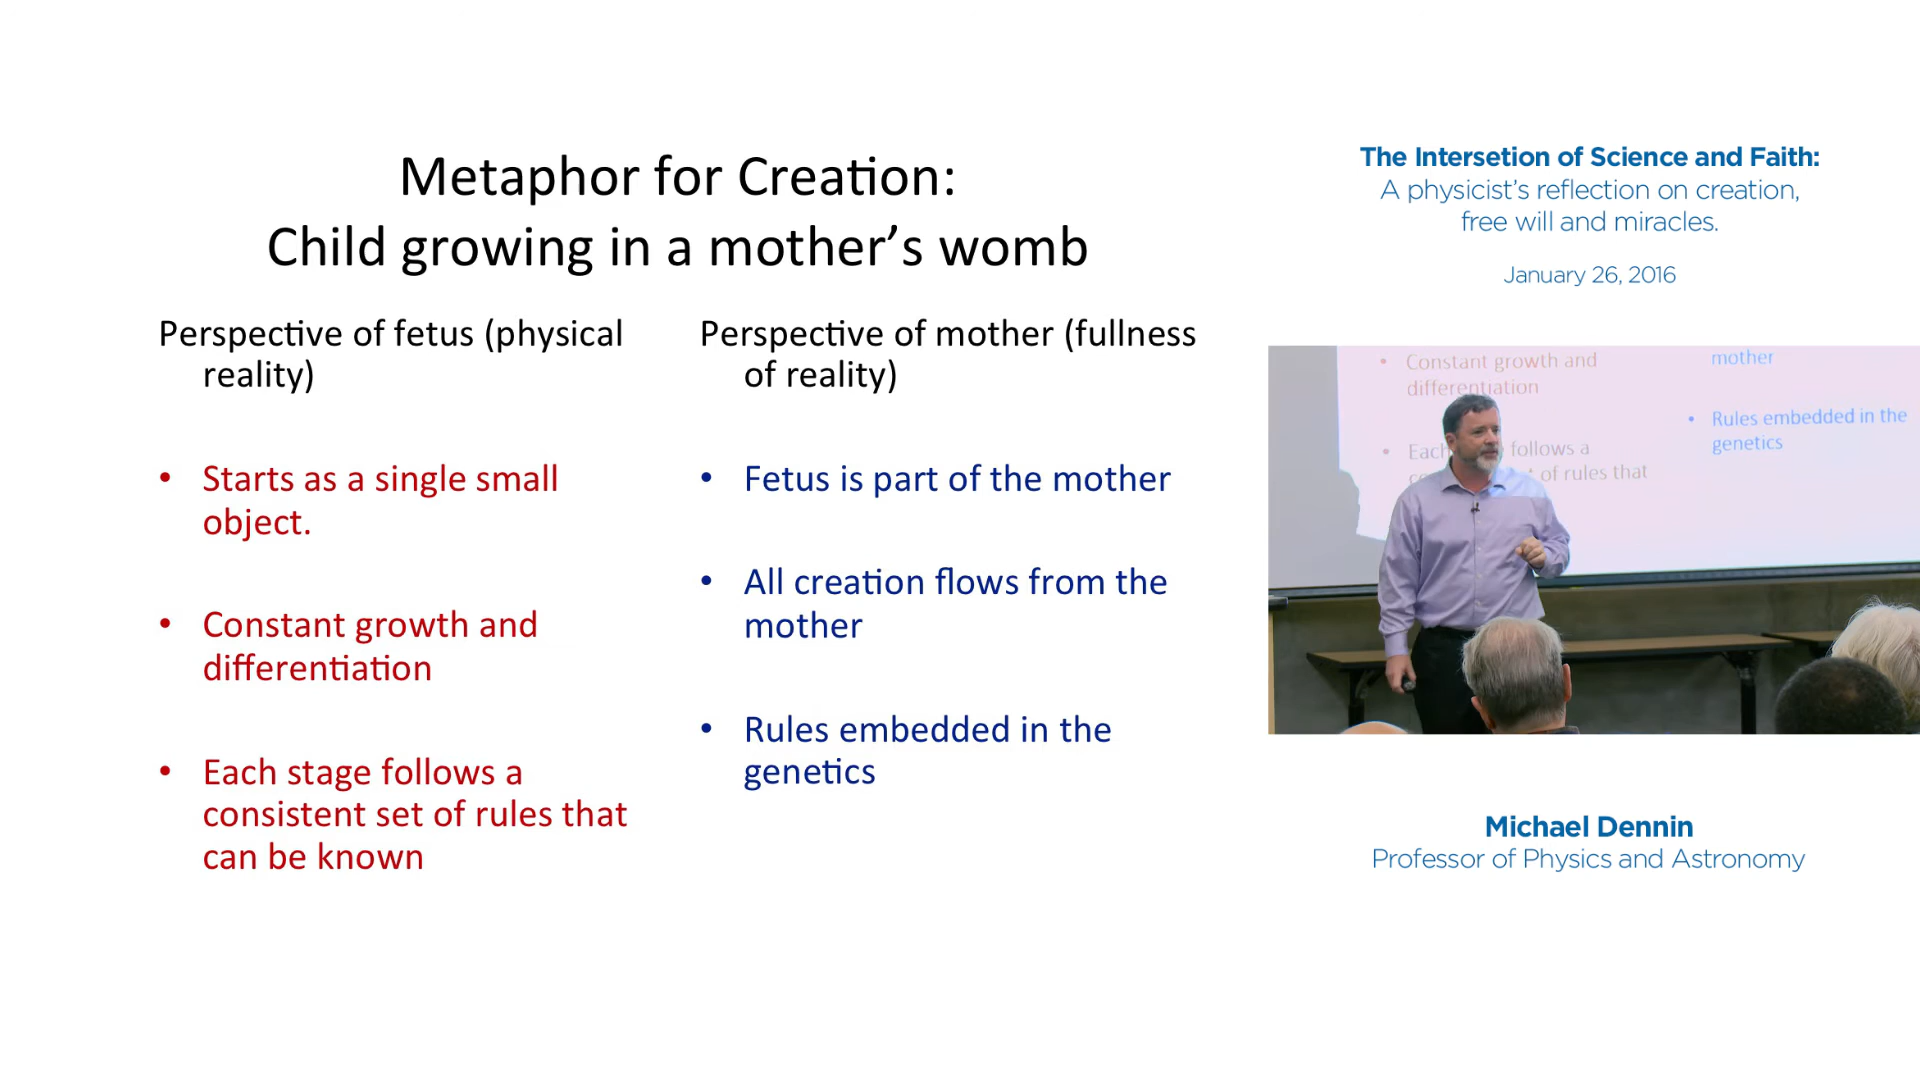 Metaphor for Creation:
Child growing in a mother's womb
Perspective of fetus (physical
reality)
• Starts as a single small
object.
• Constant growth and
differentiation
• Each stage follows a
consistent set of rules that
can be known
Perspective of mother (fullness
of reality)
• Fetus is part of the mother
• All creation flows from the
mother
• Rules embedded in the
genetics
The Intersetion of Science and Faith:
A physicist's reflection on creation,
free will and miracles.
January 26, 2016
• Constant growth and
differentiation
• Each follows a
of rules that
mother
• Rules embedded in the
genetics
Michael Dennin
Professor of Physics and Astronomy